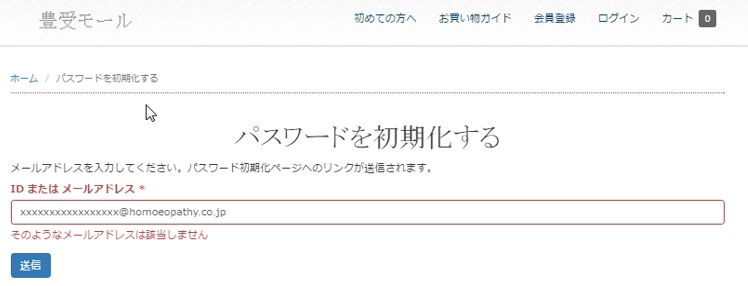 豊受モール
初めての方へ お買い物ガイド 会員登録 ログイン カート 0
ホーム / パスワードを初期化する
パスワードを初期化する
メールアドレスを入力してください。パスワード初期化ページへのリンクが送信されます。
ID または メールアドレス *
xxxxxxxxxxxxxxxxx@homoeopathy.co.jp
そのようなメールアドレスは該当しません
送信